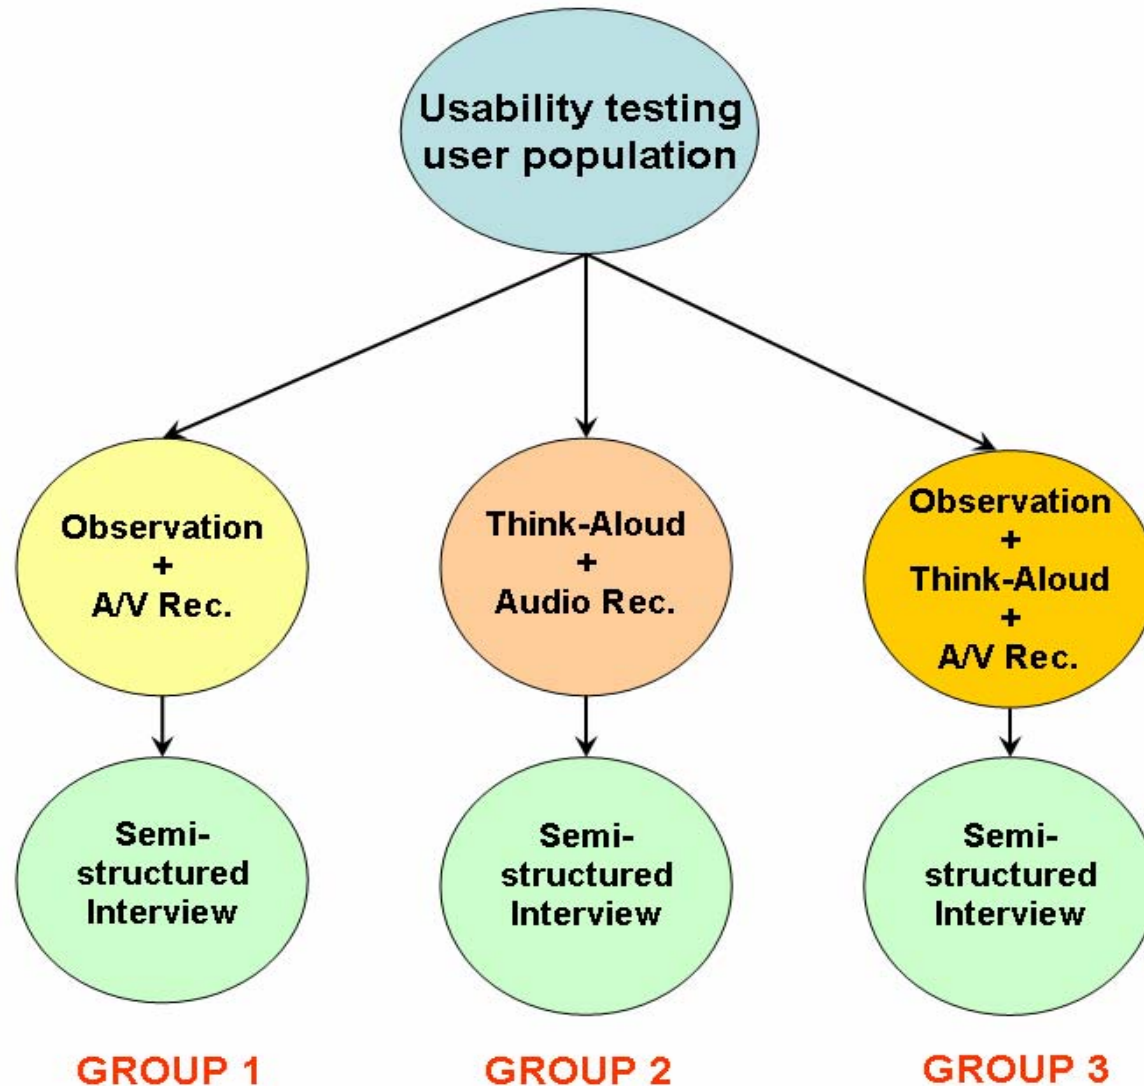 Usability testing
user population
Observation
+
A/V Rec.
Think-Aloud
+
Audio Rec.
Observation
+
Think-Aloud
+
A/V Rec.
Semi-
structured
Interview
Semi-
structured
Interview
Semi-
structured
Interview
GROUP 1
GROUP 2
GROUP 3